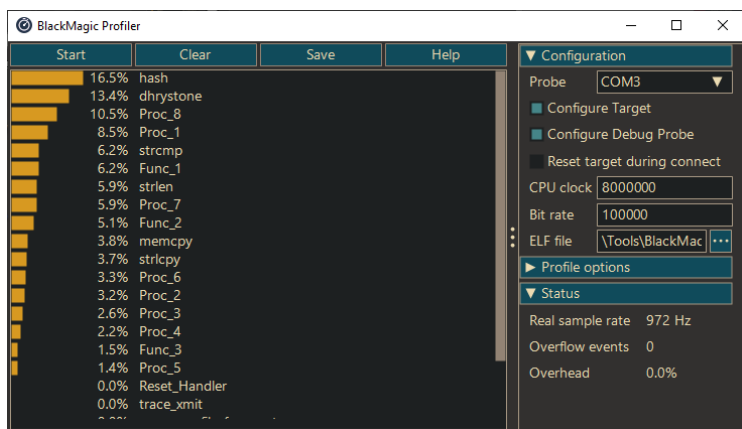 BlackMagic Profiler
Start Clear Save Help
16.5% hash
13.4% dhrystone
10.5% Proc_8
8.5% Proc_1
6.2% strcmp
6.2% Func_1
5.9% strlen
5.9% Proc_7
5.1% Func_2
3.8% memcpy
3.7% strlcpy
3.3% Proc_6
3.2% Proc_2
2.6% Proc_3
2.2% Proc_4
1.5% Func_3
1.4% Proc_5
0.0% Reset_Handler
0.0% trace_xmit
Configuration
Probe COM3
Configure Target
Configure Debug Probe
Reset target during connect
CPU clock 8000000
Bit rate 100000
ELF file \Tools\BlackMac ...
Profile options
Status
Real sample rate 972 Hz
Overflow events 0
Overhead 0.0%